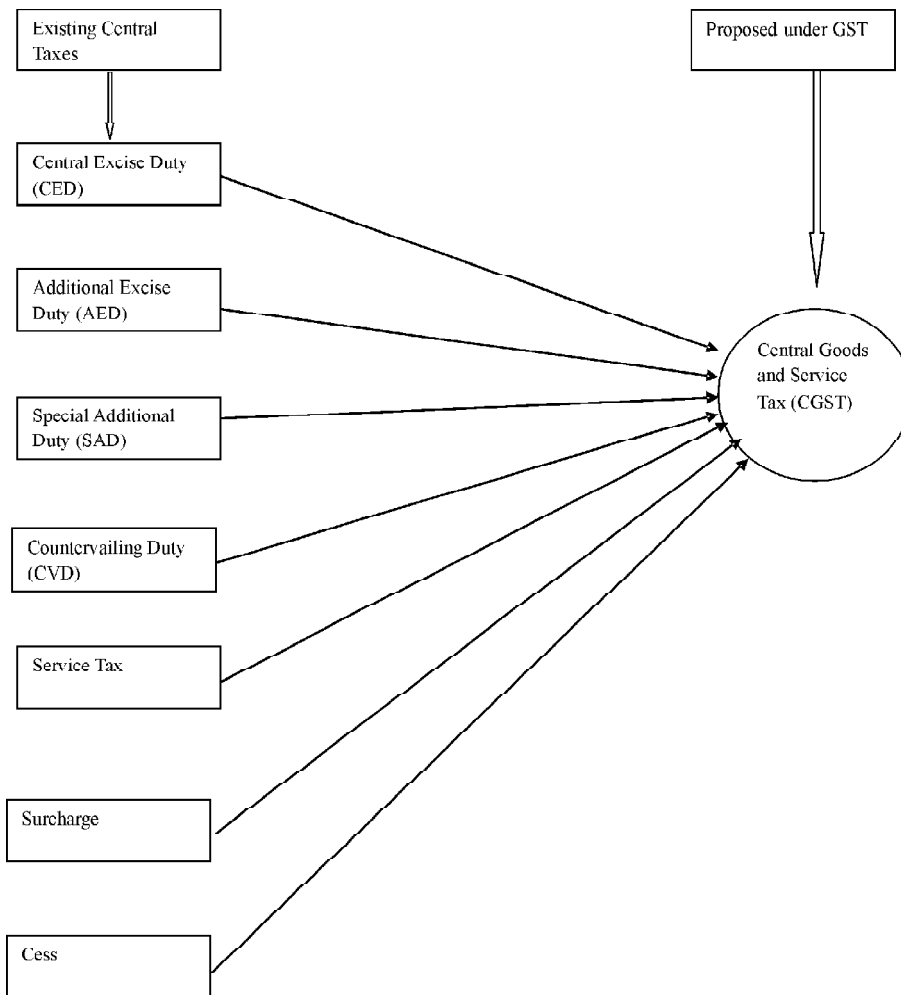 Existing Central
Taxes
Proposed under GST
Central Excise Duty
(CED)
Additional Excise
Duty (AED)
Central Goods
and Service
Tax (CGST)
Special Additional
Duty (SAD)
Countervailing Duty
(CVD)
Service Tax
Surcharge
Cess